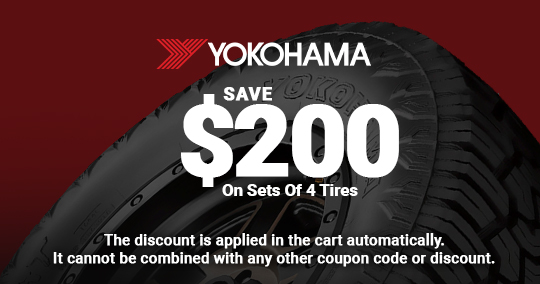 YOKOHAMA
SAVE
$200
On Sets Of 4 Tires
The discount is applied in the cart automatically.
It cannot be combined with any other coupon code or discount.